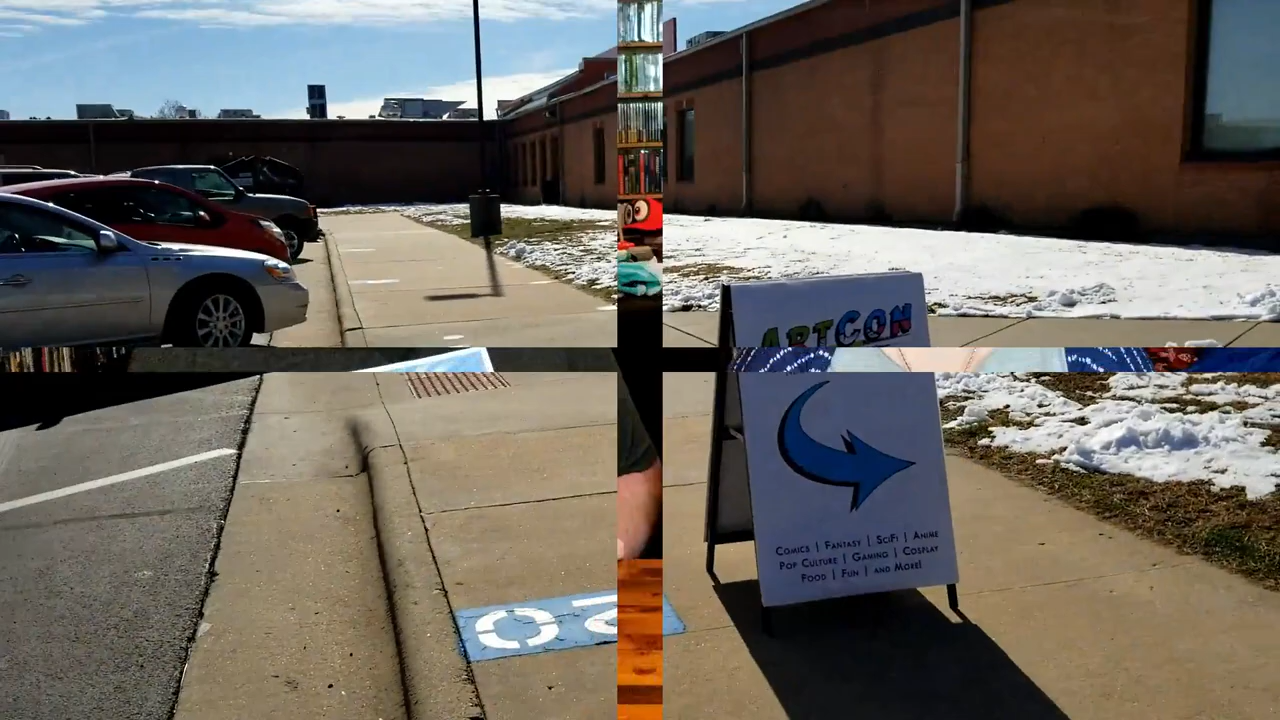 ARTCON
Comics | Fantasy | SciFi | Anime
Pop Culture | Gaming | Cosplay
Food | Fun | and More!